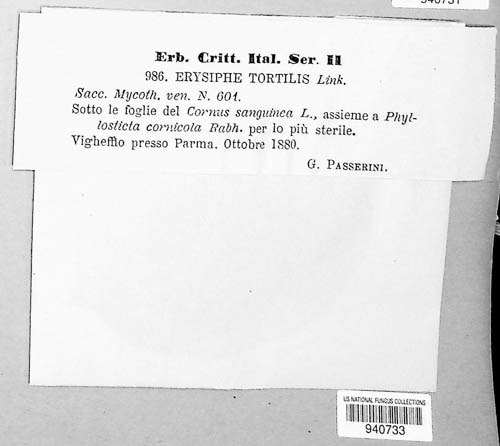 Erb. Critt. Ital. Ser. II
986. ERYSIPHE TORTILIS Link.
Sacc. Mycoth. ven. N. 601.
Sotto le foglie del Cornus sanguinea L., assieme a Phyl-
losticta cornicola Rabh. per lo più sterile.
Vigheffio presso Parma. Ottobre 1880.
G. PASSERINI.
US NATIONAL FUNGUS COLLECTIONS
940733